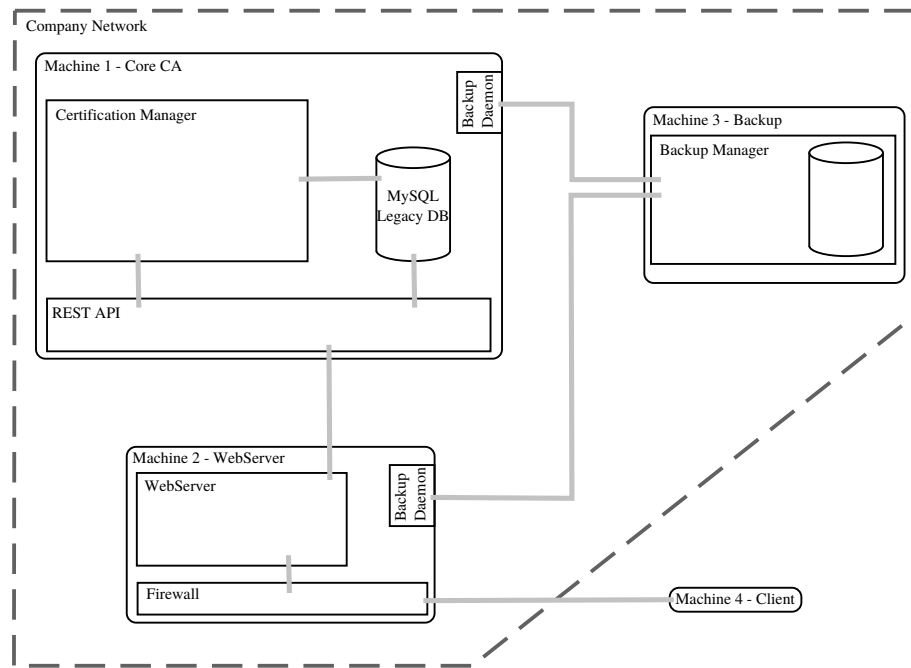 Company Network
Machine 1 - Core CA
Backup
Daemon
Certification Manager
MySQL
Legacy DB
REST API
Machine 3 - Backup
Backup Manager
Machine 2 - WebServer
WebServer
Backup
Daemon
Firewall
Machine 4 - Client